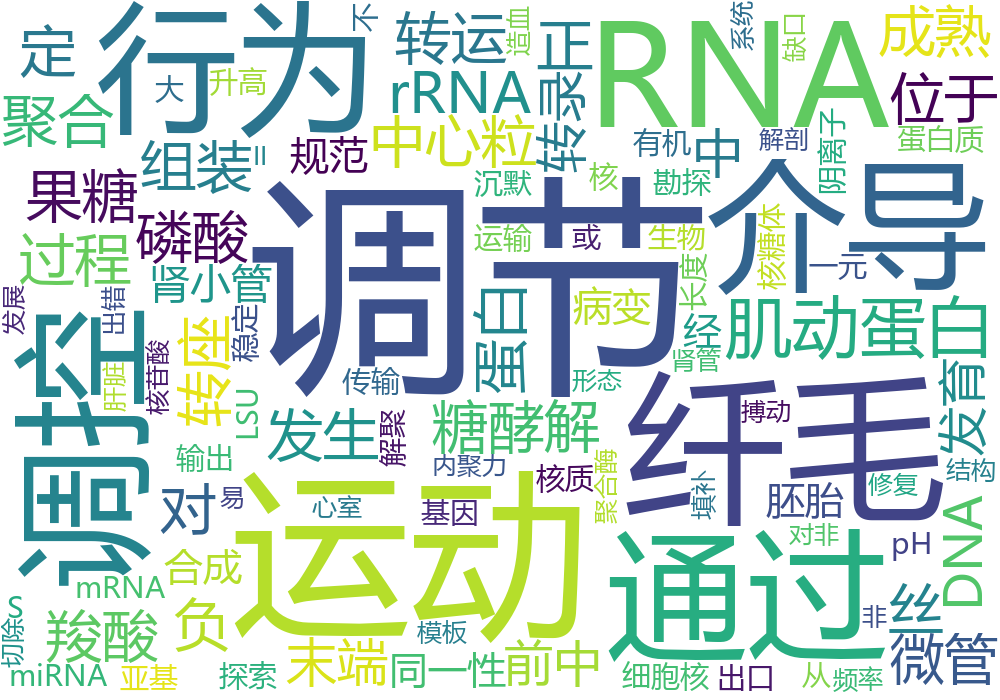 定
行为
不
转运
造血
RNA
系统
缺口
成熟
大
升高
rRNA
转录正
位于
聚合
中心粒
有机
中
解剖
阴离子
蛋白质
组装
II
规范
果糖
沉默
核
勘探
介导
磷酸
调节
运输
或
生物
核糖体
过程
肾小管
一元
长度
发展
出错
稳定
蛋白
病变
经
肌动蛋白
调控
转座
肾管
肝脏
核苷酸
传输
形态
纤毛
发育
LSU
发生
解聚
糖酵解
搏动
输出
内聚力
核质
聚合酶
填补
结构
对
易
运动
心室
基因
胚胎
修复
DNA
通过
对非
pH
合成
mRNA
S
切除
羧酸
负
模板
非
丝
微管
miRNA
亚基
探索
末端
同一性
前中
细胞核
出口
从
频率